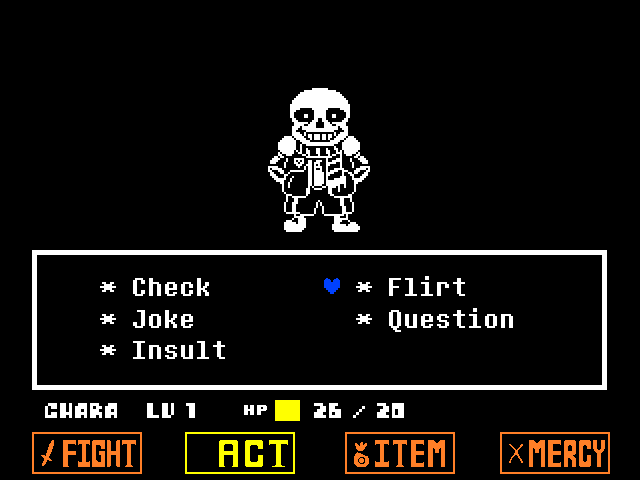 * Check * Flirt
* Joke * Question
* Insult
CHARA LV 1 HP 26 / 20
FIGHT ACT ITEM MERCY